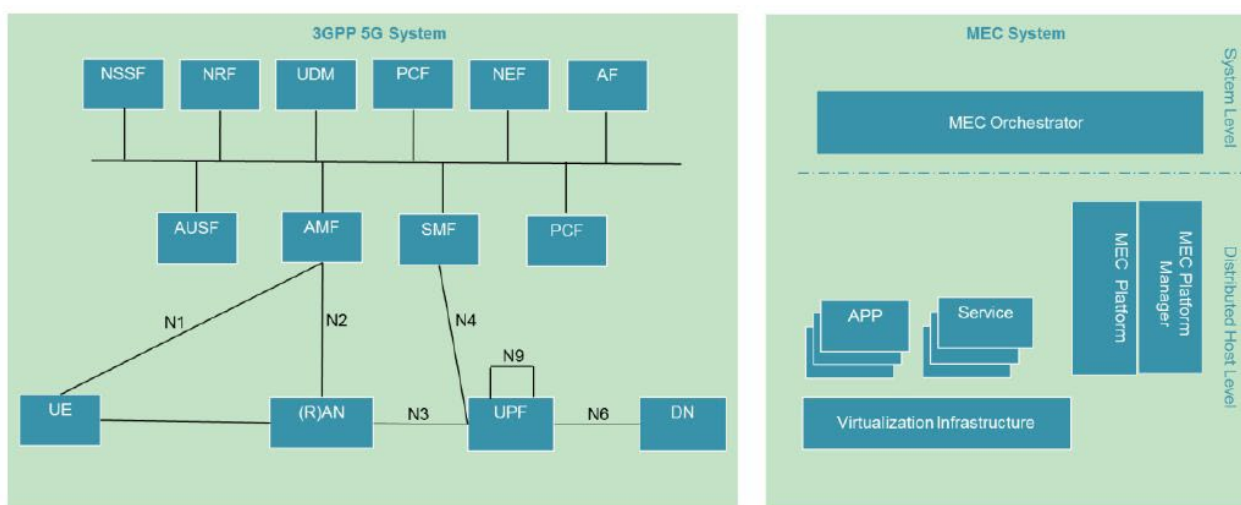 3GPP 5G System
NSSF
NRF
UDM
PCF
NEF
AF
AUSF
AMF
SMF
PCF
N1
N2
N4
N9
UE
(R)AN
N3
UPF
N6
DN
MEC System
System Level
MEC Orchestrator
Distributed Host Level
MEC Platform
MEC Platform
Manager
APP
Service
Virtualization Infrastructure